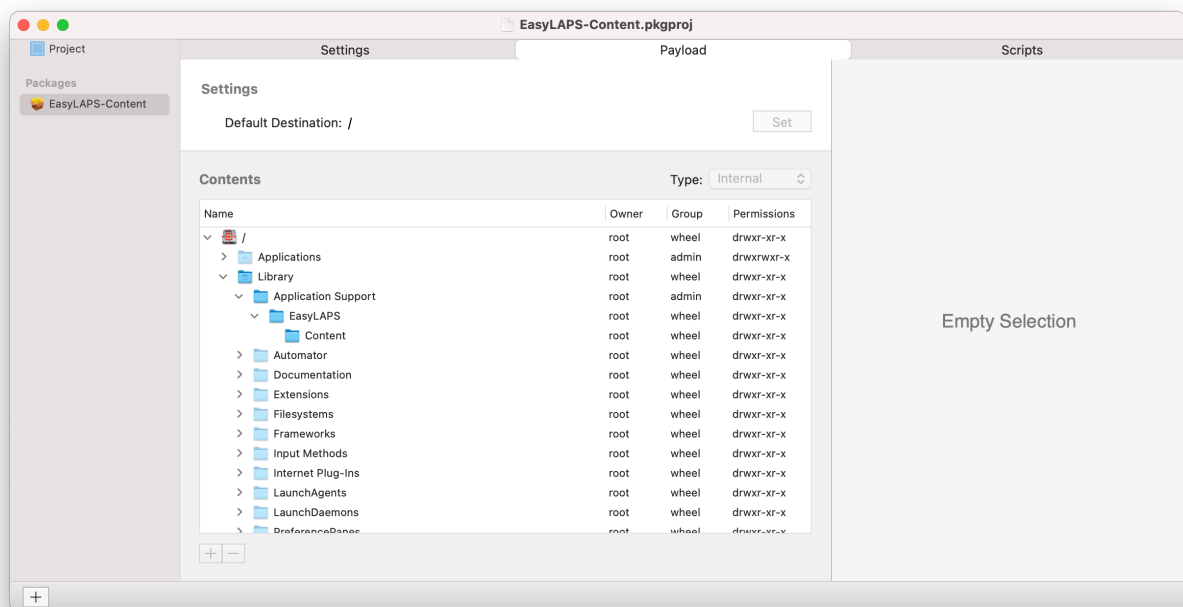 EasyLAPS-Content.pkgproj
Project
Settings
Payload
Scripts
Packages
EasyLAPS-Content
Settings
Default Destination: /
Set
Contents
Type: Internal
Name Owner Group Permissions
/ root wheel drwxr-xr-x
Applications root admin drwxrwxr-x
Library root wheel drwxr-xr-x
Application Support root admin drwxr-xr-x
EasyLAPS root wheel drwxr-xr-x
Content root wheel drwxr-xr-x
Automator root wheel drwxr-xr-x
Documentation root wheel drwxr-xr-x
Extensions root wheel drwxr-xr-x
Filesystems root wheel drwxr-xr-x
Frameworks root wheel drwxr-xr-x
Input Methods root wheel drwxr-xr-x
Internet Plug-Ins root wheel drwxr-xr-x
LaunchAgents root wheel drwxr-xr-x
LaunchDaemons root wheel drwxr-xr-x
PreferencePanes root wheel drwxr-xr-x
Empty Selection